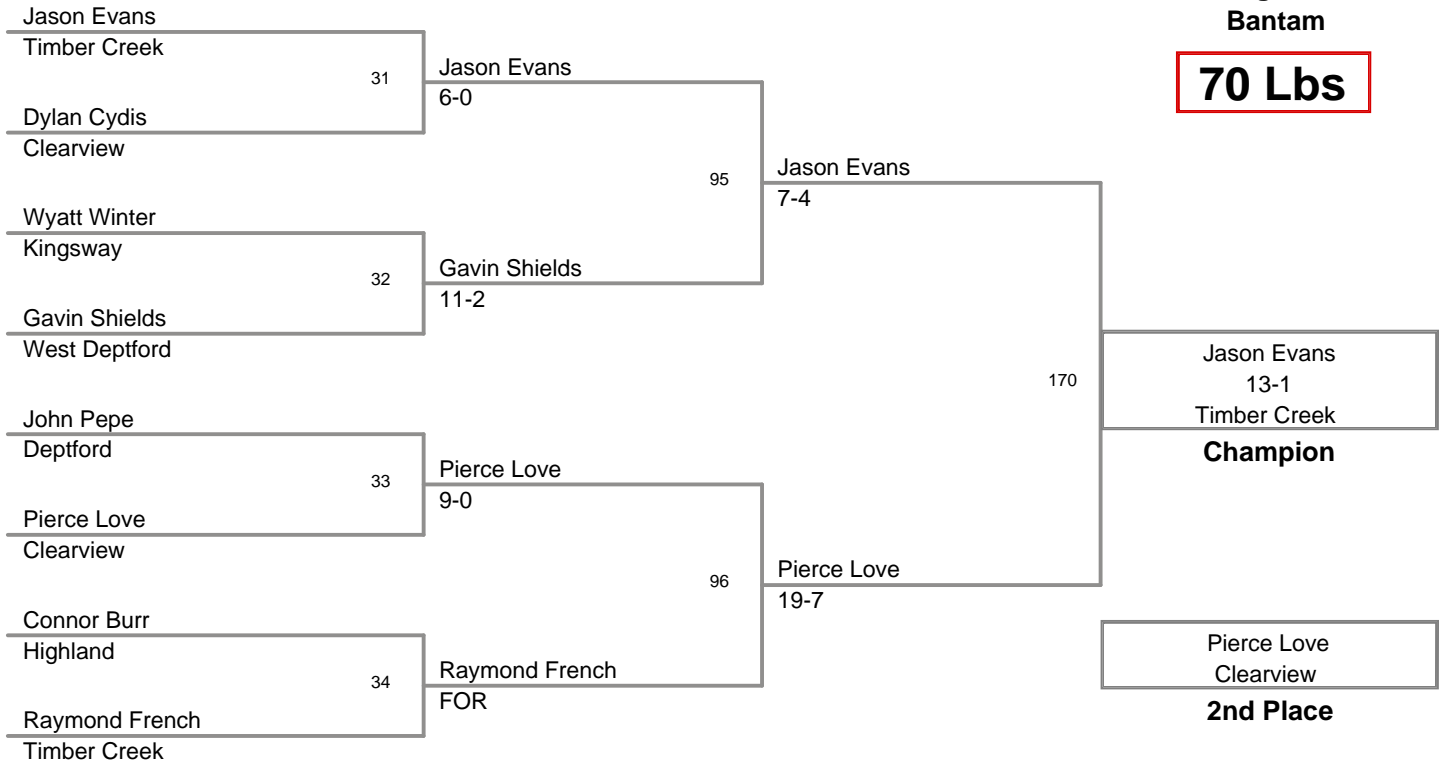 Bantam
70 Lbs
Jason Evans
Timber Creek
31
Dylan Cydis
Clearview
Wyatt Winter
Kingsway
32
Gavin Shields
West Deptford
John Pepe
Deptford
33
Pierce Love
Clearview
Connor Burr
Highland
34
Raymond French
Timber Creek
Jason Evans
6-0
95
Gavin Shields
11-2
Pierce Love
9-0
96
Raymond French
FOR
Jason Evans
7-4
170
Pierce Love
19-7
Jason Evans
13-1
Timber Creek
Champion
Pierce Love
Clearview
2nd Place